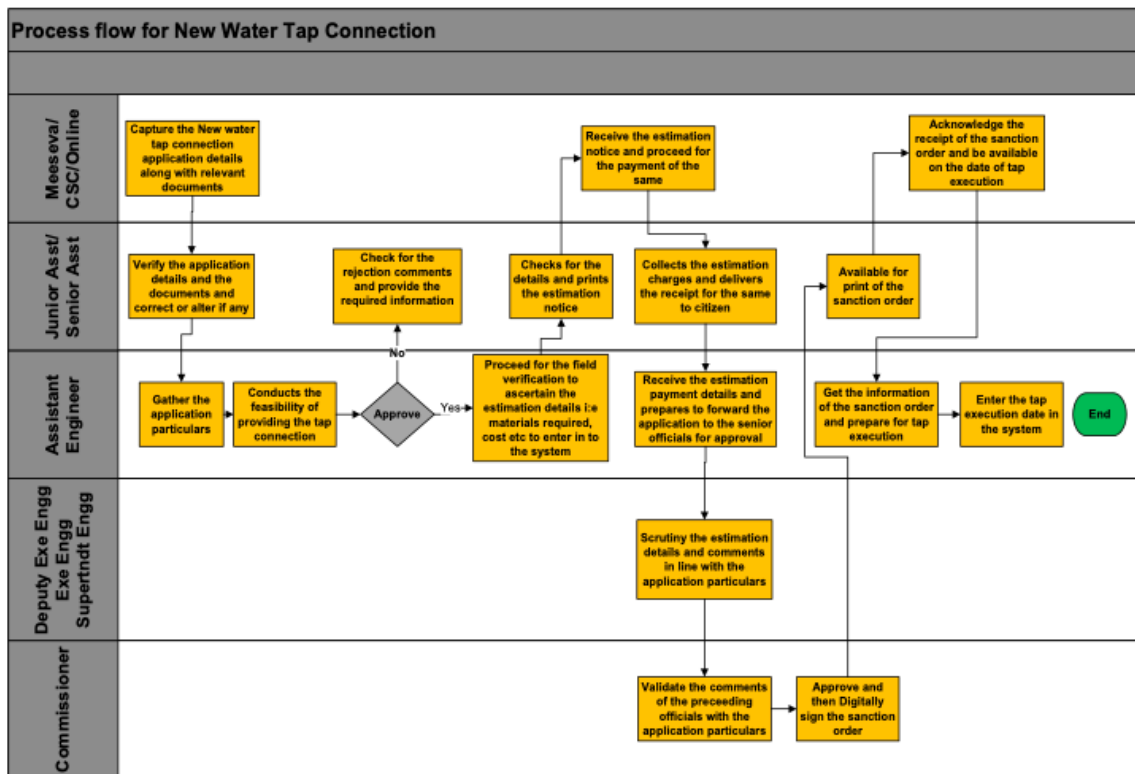 Process flow for New Water Tap Connection
Meeseva/
CSC/Online
Capture the New water
tap connection
application details
along with relevant
documents
Receive the estimation
notice and proceed for
the payment of the
same
Acknowledge the
receipt of the sanction
order and be available
on the date of tap
execution
Junior Asst/
Senior Asst
Verify the application
details and the
documents and
correct or alter if any
Check for the
rejection comments
and provide the
required information
Checks for the
details and prints
the estimation
notice
Collects the estimation
charges and delivers
the receipt for the same
to citizen
Available for
print of the
sanction order
Assistant
Engineer
Gather the
application
particulars
Conducts the
feasibility of
providing the tap
connection
No
Approve
Yes
Proceed for the field
verification to
ascertain the
estimation details i:e
materials required,
cost etc to enter in to
the system
Receive the estimation
payment details and
prepares to forward the
application to the senior
officials for approval
Get the information
of the sanction order
and prepare for tap
execution
Enter the tap
execution date in
the system
End
Deputy Exe Engg
Exe Engg
Supertndt Engg
Scrutiny the estimation
details and comments
in line with the
application particulars
Commissioner
Validate the comments
of the preceeding
officials with the
application particulars
Approve and
then Digitally
sign the sanction
order